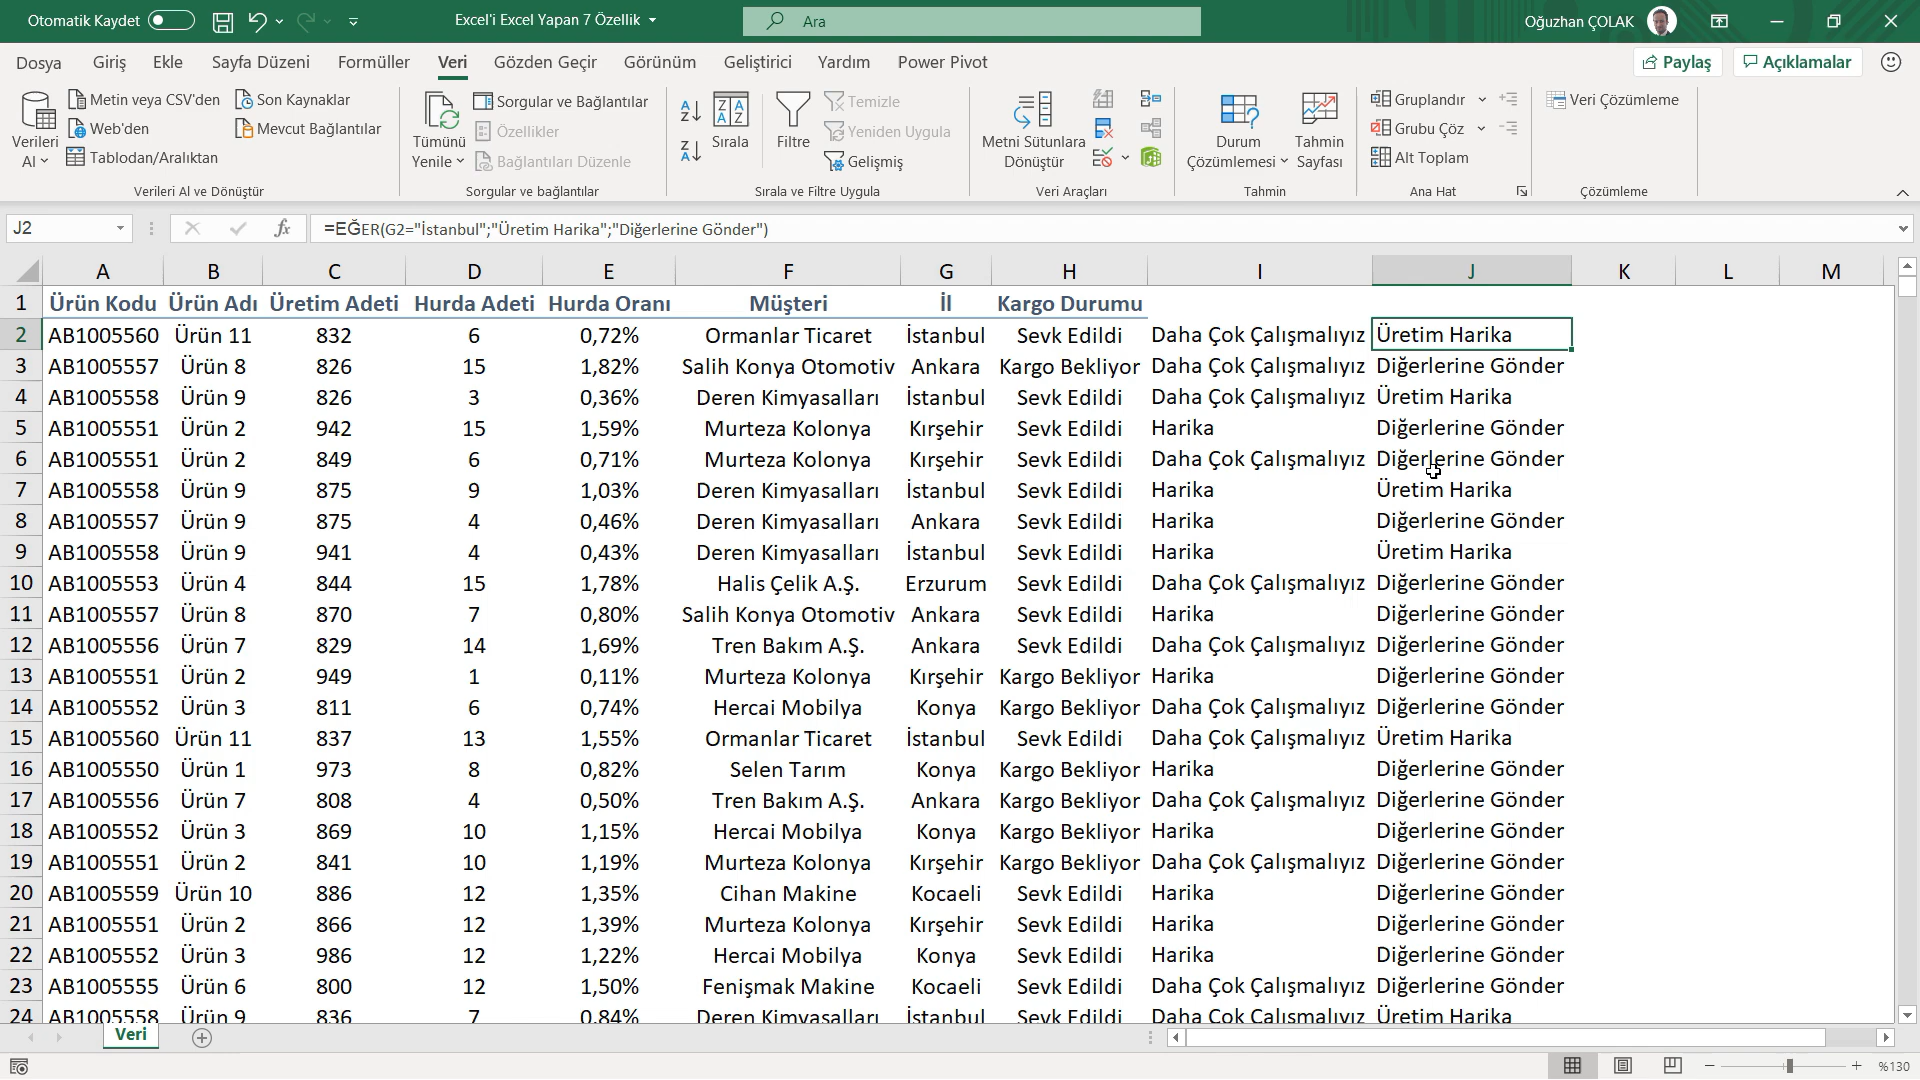 Otomatik Kaydet
Excel'i Excel Yapan 7 Özellik
Ara
Oğuzhan ÇOLAK
Dosya Giriş Ekle Sayfa Düzeni Formüller Veri Gözden Geçir Görünüm Geliştirici Yardım Power Pivot
Paylaş Açıklamalar
Verileri Al
Metin veya CSV'den
Web'den
Tablodan/Aralıktan
Son Kaynaklar
Mevcut Bağlantılar
Verileri Al ve Dönüştür
Tümünü Yenile
Sorgular ve Bağlantılar
Özellikler
Bağlantıları Düzenle
Sorgular ve bağlantılar
Sırala
Filtre
Temizle
Yeniden Uygula
Gelişmiş
Sırala ve Filtre Uygula
Metni Sütunlara Dönüştür
Veri Araçları
Durum Çözümlemesi
Tahmin Sayfası
Tahmin
Gruplandır
Grubu Çöz
Alt Toplam
Ana Hat
Veri Çözümleme
Çözümleme
J2 fx =EĞER(G2="İstanbul";"Üretim Harika";"Diğerlerine Gönder")
A B C D E F G H I J K L M
1 Ürün Kodu Ürün Adı Üretim Adeti Hurda Adeti Hurda Oranı Müşteri İl Kargo Durumu
2 AB1005560 Ürün 11 832 6 0,72% Ormanlar Ticaret İstanbul Sevk Edildi Daha Çok Çalışmalıyız Üretim Harika
3 AB1005557 Ürün 8 826 15 1,82% Salih Konya Otomotiv Ankara Kargo Bekliyor Daha Çok Çalışmalıyız Diğerlerine Gönder
4 AB1005558 Ürün 9 826 3 0,36% Deren Kimyasalları İstanbul Sevk Edildi Daha Çok Çalışmalıyız Üretim Harika
5 AB1005551 Ürün 2 942 15 1,59% Murteza Kolonya Kırşehir Sevk Edildi Harika Diğerlerine Gönder
6 AB1005551 Ürün 2 849 6 0,71% Murteza Kolonya Kırşehir Sevk Edildi Daha Çok Çalışmalıyız Diğerlerine Gönder
7 AB1005558 Ürün 9 875 9 1,03% Deren Kimyasalları İstanbul Sevk Edildi Harika Üretim Harika
8 AB1005557 Ürün 9 875 4 0,46% Deren Kimyasalları Ankara Sevk Edildi Harika Diğerlerine Gönder
9 AB1005558 Ürün 9 941 4 0,43% Deren Kimyasalları İstanbul Sevk Edildi Harika Üretim Harika
10 AB1005553 Ürün 4 844 15 1,78% Halis Çelik A.Ş. Erzurum Sevk Edildi Daha Çok Çalışmalıyız Diğerlerine Gönder
11 AB1005557 Ürün 8 870 7 0,80% Salih Konya Otomotiv Ankara Sevk Edildi Harika Diğerlerine Gönder
12 AB1005556 Ürün 7 829 14 1,69% Tren Bakım A.Ş. Ankara Sevk Edildi Daha Çok Çalışmalıyız Diğerlerine Gönder
13 AB1005551 Ürün 2 949 1 0,11% Murteza Kolonya Kırşehir Kargo Bekliyor Harika Diğerlerine Gönder
14 AB1005552 Ürün 3 811 6 0,74% Hercai Mobilya Konya Kargo Bekliyor Daha Çok Çalışmalıyız Diğerlerine Gönder
15 AB1005560 Ürün 11 837 13 1,55% Ormanlar Ticaret İstanbul Sevk Edildi Daha Çok Çalışmalıyız Üretim Harika
16 AB1005550 Ürün 1 973 8 0,82% Selen Tarım Konya Kargo Bekliyor Harika Diğerlerine Gönder
17 AB1005556 Ürün 7 808 4 0,50% Tren Bakım A.Ş. Ankara Kargo Bekliyor Daha Çok Çalışmalıyız Diğerlerine Gönder
18 AB1005552 Ürün 3 869 10 1,15% Hercai Mobilya Konya Kargo Bekliyor Harika Diğerlerine Gönder
19 AB1005551 Ürün 2 841 10 1,19% Murteza Kolonya Kırşehir Kargo Bekliyor Daha Çok Çalışmalıyız Diğerlerine Gönder
20 AB1005559 Ürün 10 886 12 1,35% Cihan Makine Kocaeli Sevk Edildi Harika Diğerlerine Gönder
21 AB1005551 Ürün 2 866 12 1,39% Murteza Kolonya Kırşehir Sevk Edildi Harika Diğerlerine Gönder
22 AB1005552 Ürün 3 986 12 1,22% Hercai Mobilya Konya Sevk Edildi Harika Diğerlerine Gönder
23 AB1005555 Ürün 6 800 12 1,50% Fenişmak Makine Kocaeli Sevk Edildi Daha Çok Çalışmalıyız Diğerlerine Gönder
24 AB1005558 Ürün 9 836 7 0,84% Deren Kimyasalları İstanbul Sevk Edildi Daha Çok Çalışmalıyız Üretim Harika
Veri
%130